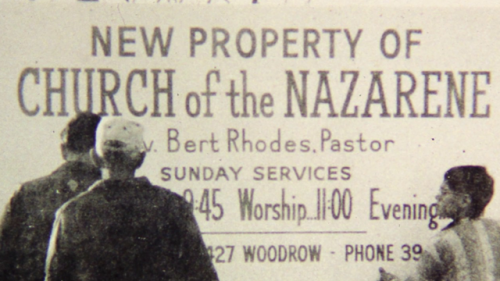 NEW PROPERTY OF
CHURCH of the NAZARENE
v. Bert Rhodes, Pastor
SUNDAY SERVICES
9:45 Worship...11:00 Evening
427 WOODROW - PHONE 39